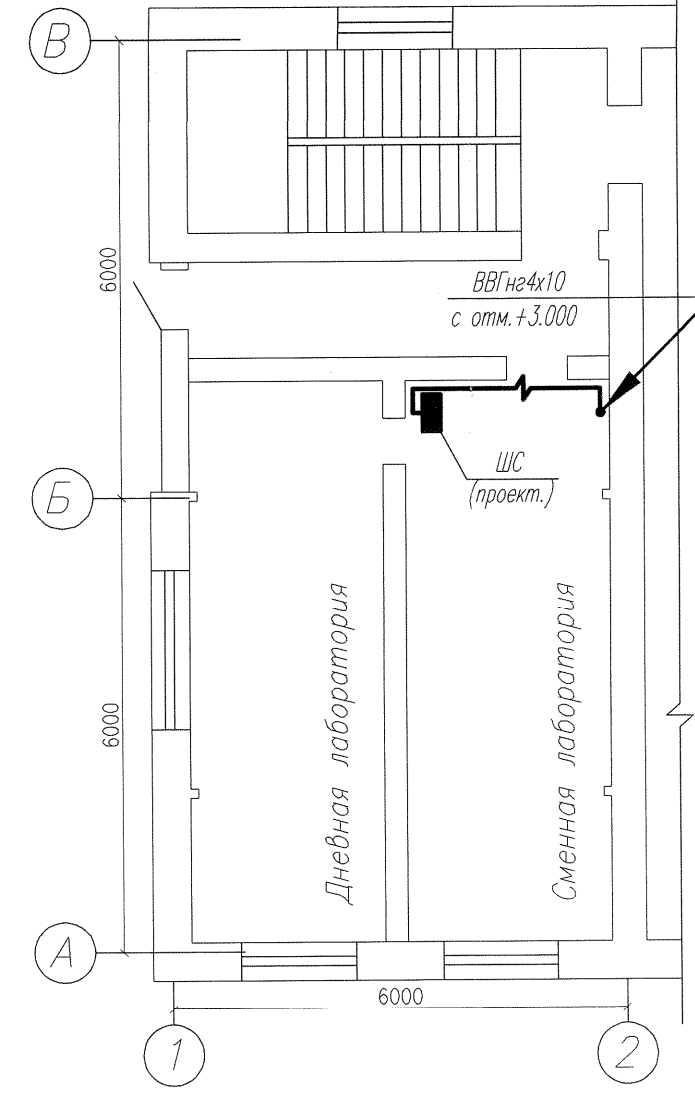 В
6000
ВВГнг4х10
с отм.+3.000
ШС
(проект.)
Б
6000
Дневная лаборатория
Сменная лаборатория
А
6000
1
2